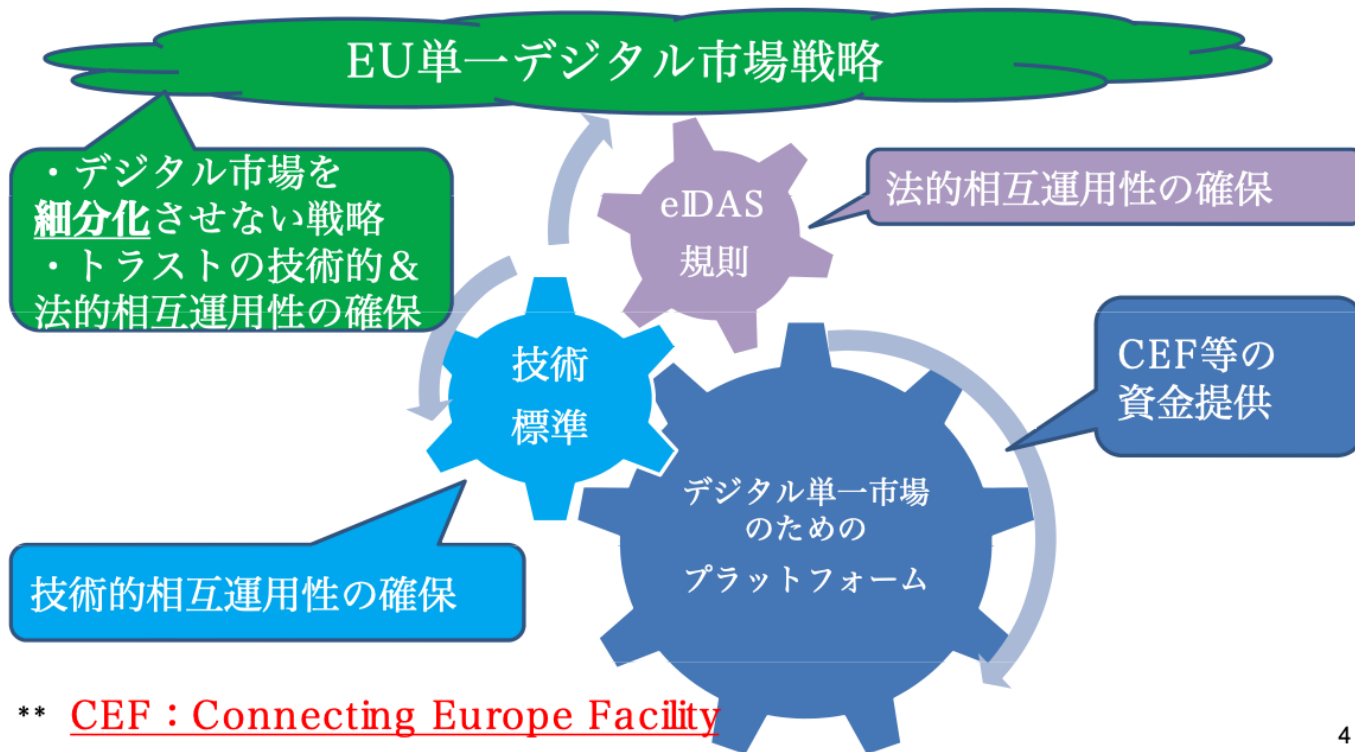 EU単一デジタル市場戦略
・デジタル市場を
細分化させない戦略
・トラストの技術的＆
法的相互運用性の確保
eIDAS
規則
法的相互運用性の確保
技術
標準
CEF等の
資金提供
デジタル単一市場
のための
プラットフォーム
技術的相互運用性の確保
** CEF：Connecting Europe Facility
4